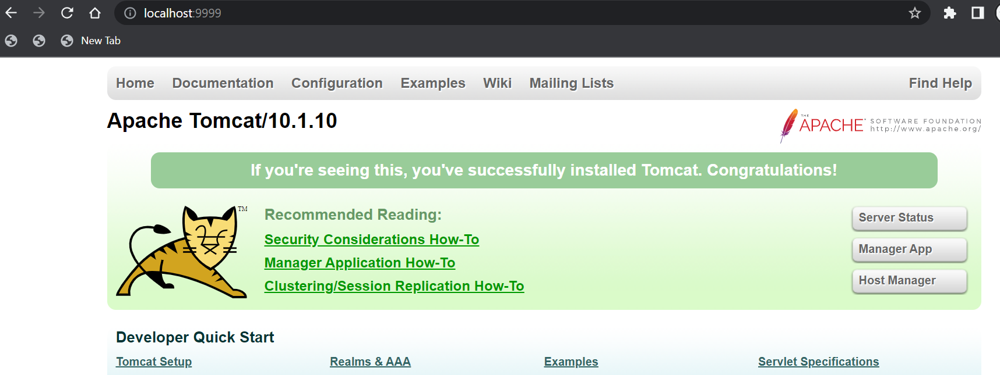 localhost:9999
New Tab
Home Documentation Configuration Examples Wiki Mailing Lists Find Help
Apache Tomcat/10.1.10
THE APACHE® SOFTWARE FOUNDATION
http://www.apache.org/
If you're seeing this, you've successfully installed Tomcat. Congratulations!
TM
Recommended Reading:
Security Considerations How-To
Manager Application How-To
Clustering/Session Replication How-To
Server Status
Manager App
Host Manager
Developer Quick Start
Tomcat Setup Realms & AAA Examples Servlet Specifications